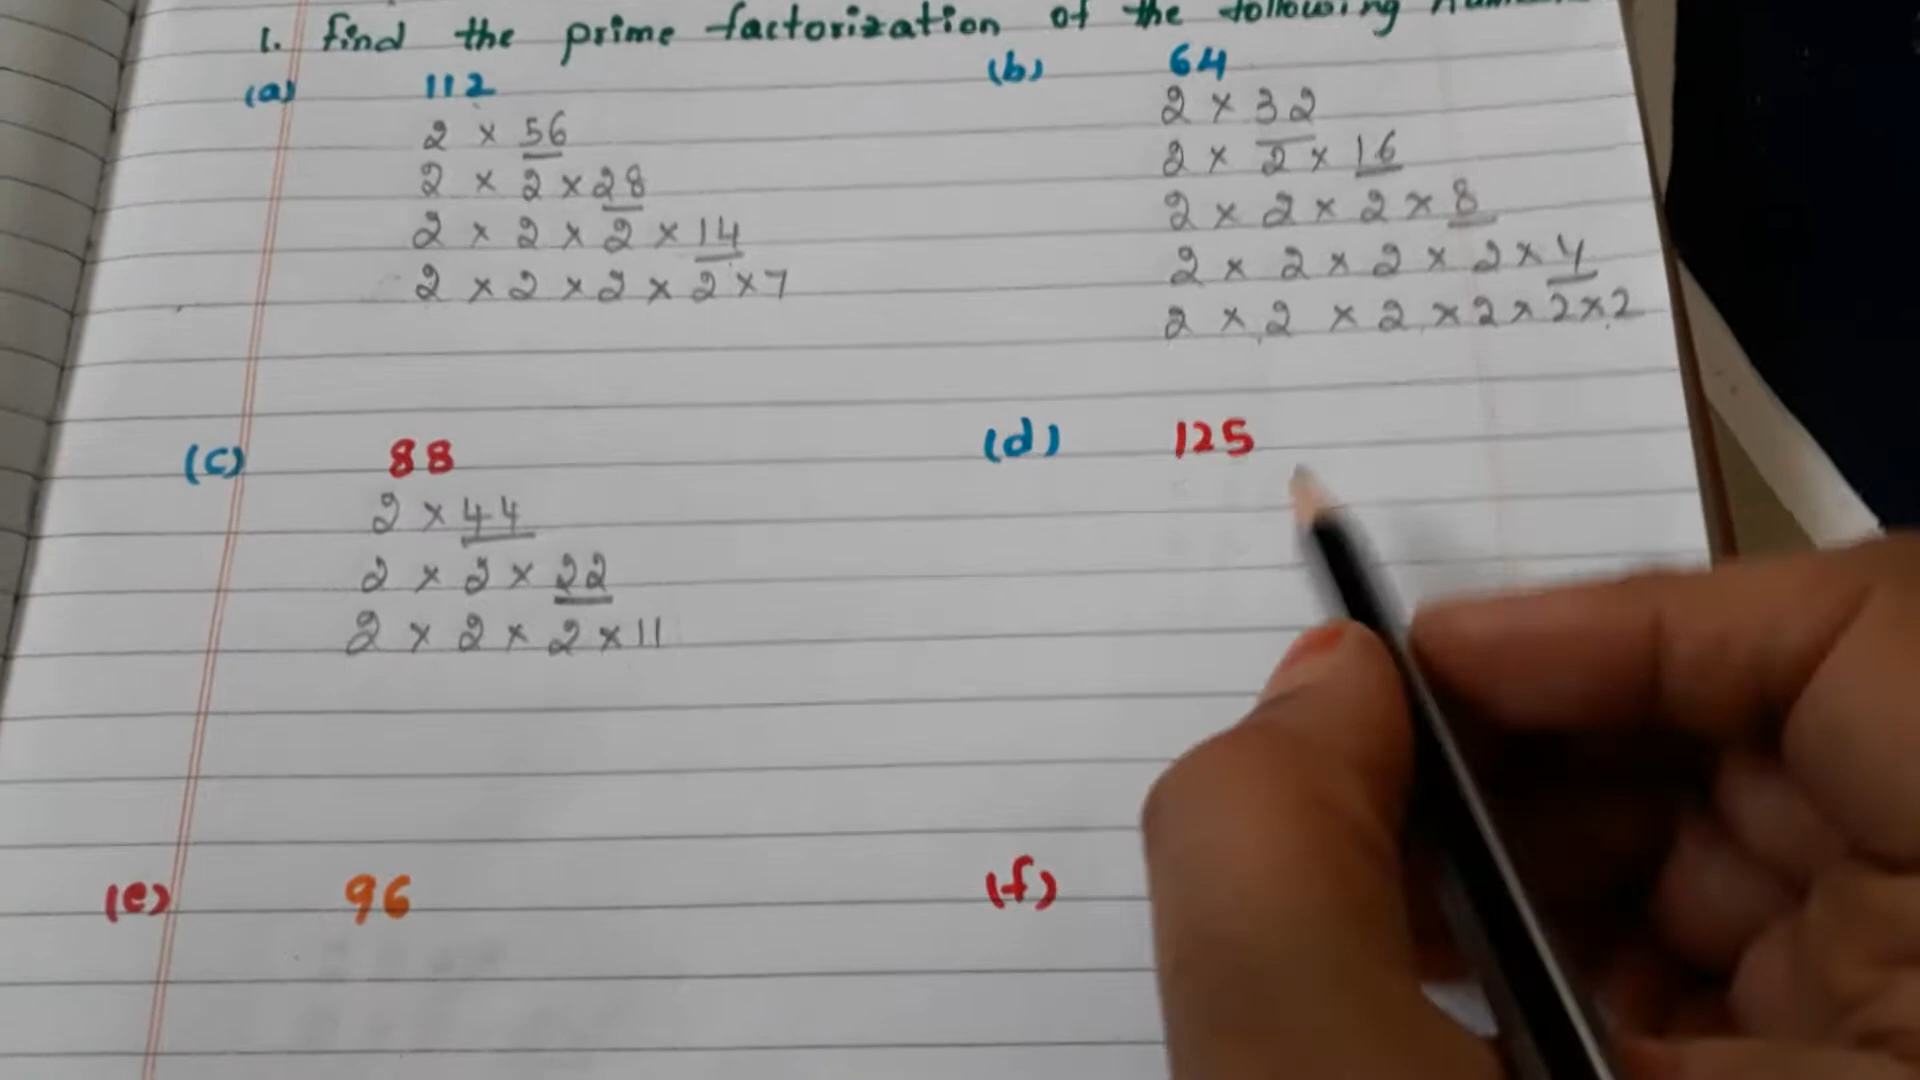 1. Find the prime factorization of the following
(a) 112
2 × 56
2 × 2 × 28
2 × 2 × 2 × 14
2 × 2 × 2 × 2 × 7
(b) 64
2 × 32
2 × 2 × 16
2 × 2 × 2 × 8
2 × 2 × 2 × 2 × 4
2 × 2 × 2 × 2 × 2 × 2
(c) 88
2 × 44
2 × 2 × 22
2 × 2 × 2 × 11
(d) 125
(e) 96
(f)